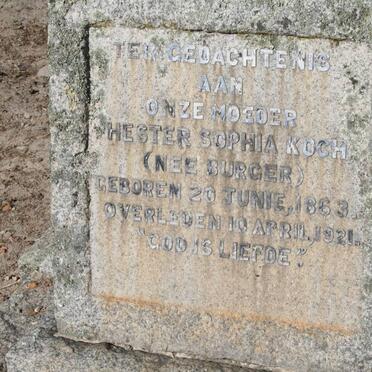 TER GEDACHTENIS
AAN
ONZE MOEDER
HESTER SOPHIA KOCH
(NEE BURGER)
GEBOREN 20 JUNIE, 1863.
OVERLEDEN 10 APRIL, 1921.
"GOD IS LIEFDE".